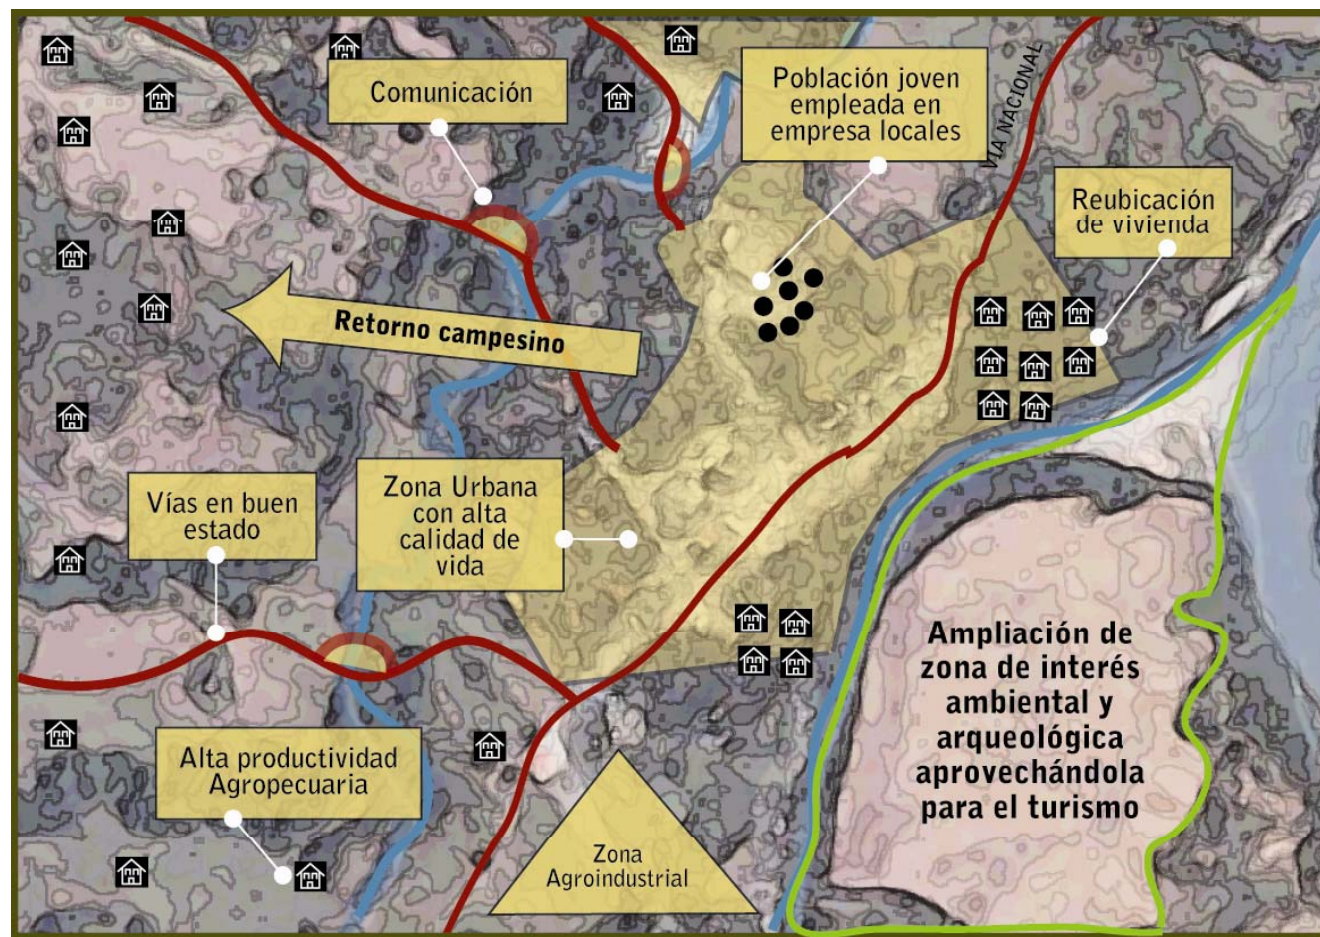 Comunicación
Población joven
empleada en
empresa locales
VIA NACIONAL
Reubicación
de vivienda
Retorno campesino
Vías en buen
estado
Zona Urbana
con alta
calidad de
vida
Ampliación de
zona de interés
ambiental y
arqueológica
aprovechándola
para el turismo
Alta productividad
Agropecuaria
Zona
Agroindustrial